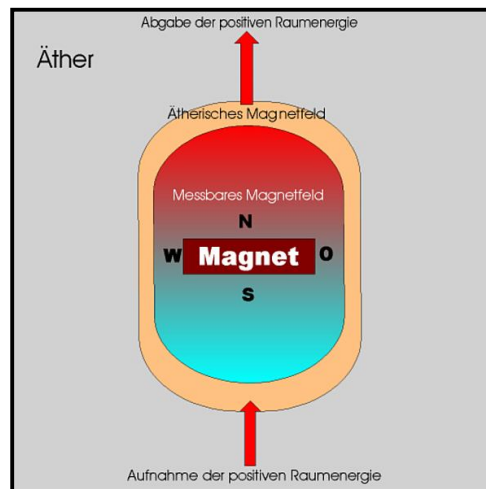 Abgabe der positiven Raumenergie
Äther
Ätherisches Magnetfeld
Messbares Magnetfeld
N
W Magnet O
S
Aufnahme der positiven Raumenergie